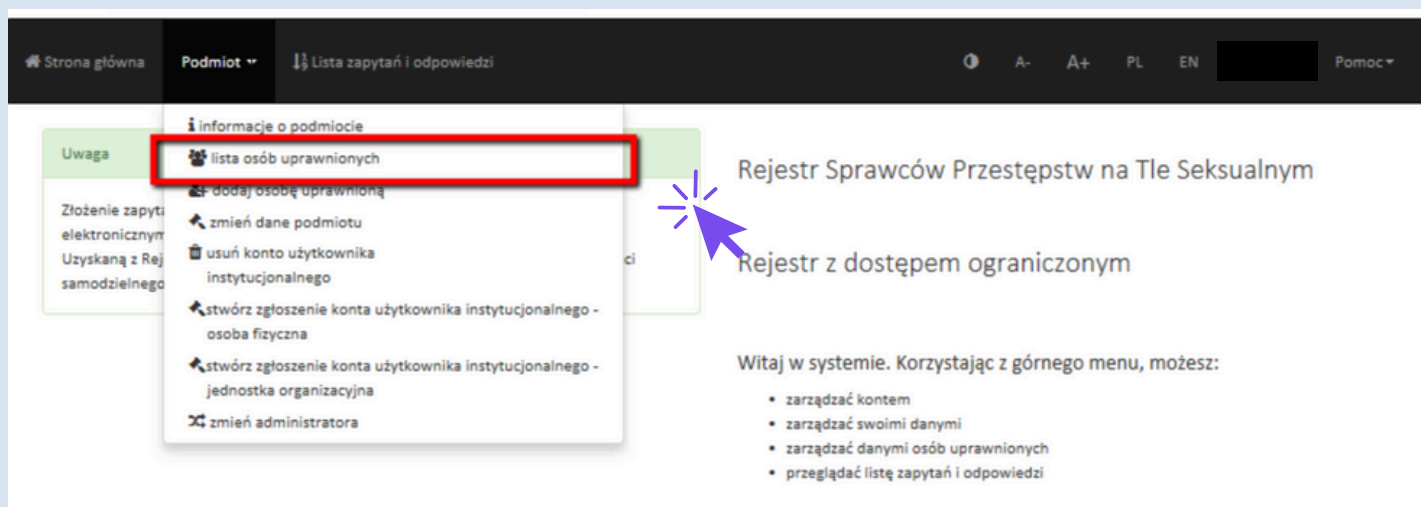 Strona główna Podmiot Lista zapytań i odpowiedzi A- A+ PL EN Pomoc
informacje o podmiocie
lista osób uprawnionych
dodaj osobę uprawnioną
zmień dane podmiotu
usuń konto użytkownika
instytucjonalnego
stwórz zgłoszenie konta użytkownika instytucjonalnego -
osoba fizyczna
stwórz zgłoszenie konta użytkownika instytucjonalnego -
jednostka organizacyjna
zmień administratora
Uwaga
Złożenie
elektronicznym
Uzyskaną z
samodzielnego
Rejestr Sprawców Przestępstw na Tle Seksualnym
Rejestr z dostępem ograniczonym
Witaj w systemie. Korzystając z górnego menu, możesz:
• zarządzać kontem
• zarządzać swoimi danymi
• zarządzać danymi osób uprawnionych
• przeglądać listę zapytań i odpowiedzi